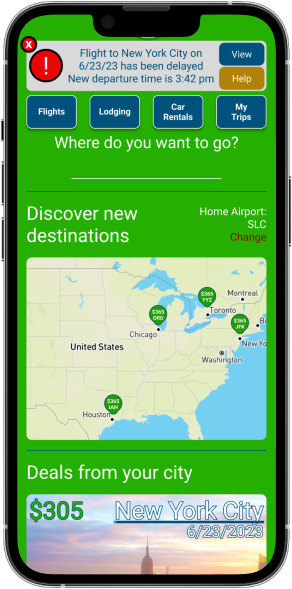 X
!
Flight to New York City on
6/23/23 has been delayed
New departure time is 3:42 pm
View
Help
Flights
Lodging
Car
Rentals
My
Trips
Where do you want to go?
Discover new
destinations
Home Airport:
SLC
Change
$365
YYZ
Montreal
Toronto
$365
ORD
$365
JFK
Chicago
New Yo
United States
Washington
$365
IAH
Houston
Deals from your city
$305
New York City
6/23/2023